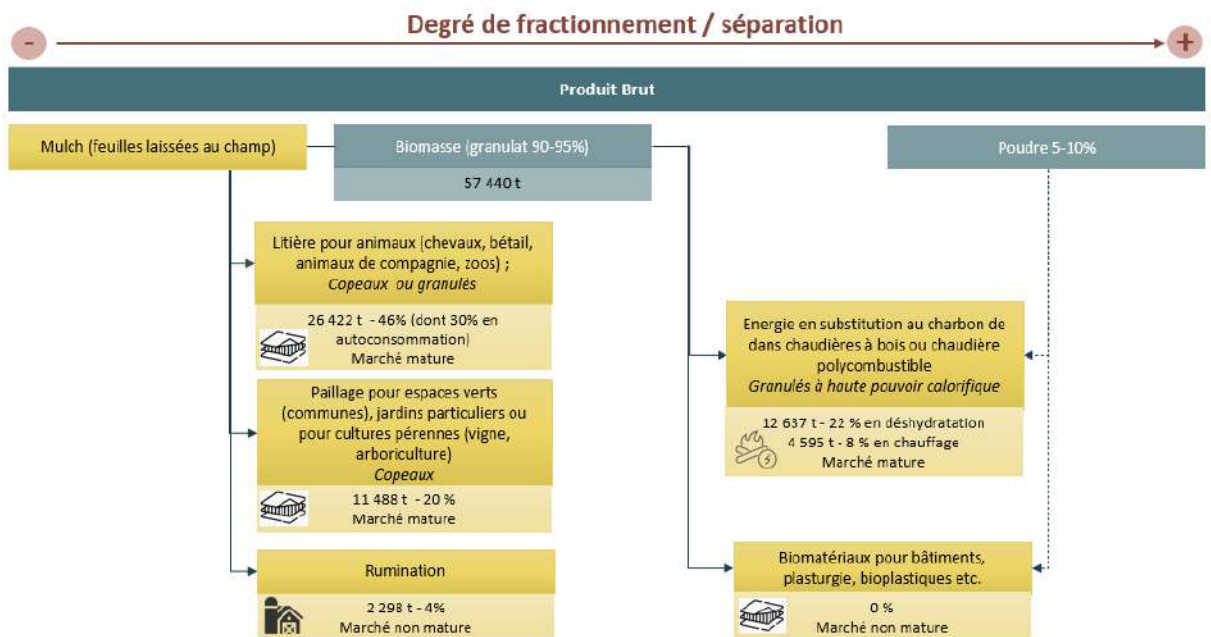 Degré de fractionnement / séparation
-
+
Produit Brut
Mulch (feuilles laissées au champ)
Biomasse (granulat 90-95%)
57 440 t
Poudre 5-10%
Litière pour animaux (chevaux, bétail,
animaux de compagnie, zoos) ;
Copeaux ou granulés
26 422 t - 46% (dont 30% en
autoconsommation)
Marché mature
Paillage pour espaces verts
(communes), jardins particuliers ou
pour cultures pérennes (vigne,
arboriculture)
Copeaux
11 488 t - 20 %
Marché mature
Rumination
2 298 t - 4%
Marché non mature
Energie en substitution au charbon de
dans chaudières à bois ou chaudière
polycombustible
Granulés à haute pouvoir calorifique
12 637 t - 22 % en déshydratation
4 595 t - 8 % en chauffage
Marché mature
Biomatériaux pour bâtiments,
plasturgie, bioplastiques etc.
0 %
Marché non mature